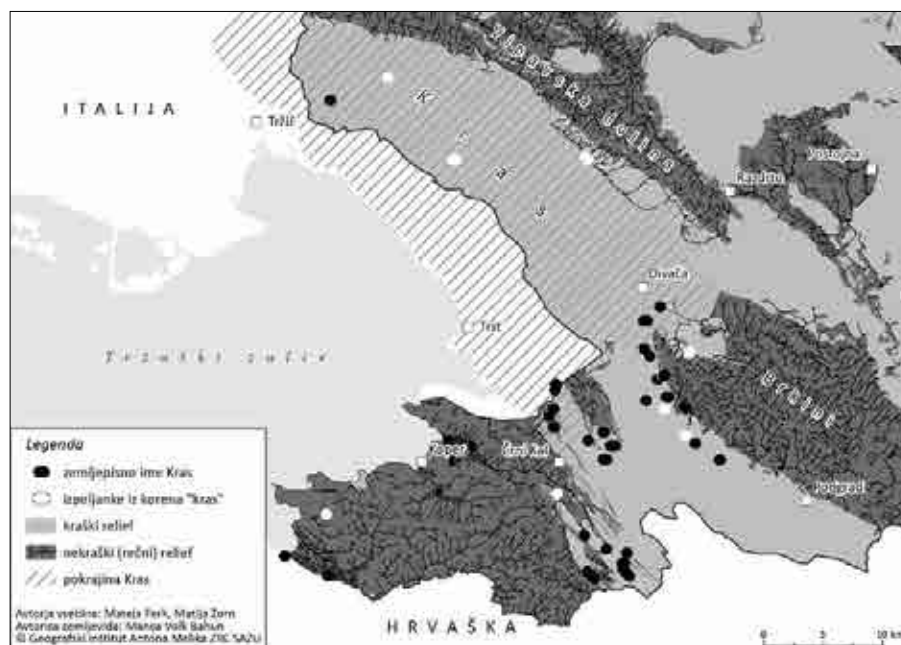 ITALIJA
Tržič
Kras
Vipavska dolina
Postojna
Razdrto
Divača
Trst
Tržaški zaliv
Brkini
Koper
Črni Kal
Podgrad
HRVAŠKA
Legenda
zemljepisno ime Kras
izpeljanke iz korena "kras"
kraški relief
nekraški (rečni) relief
pokrajina Kras
Avtorja vsebine: Mateja Ferk, Matija Zorn
Avtorica zemljevida: Manca Volk Bahun
© Geografski inštitut Antona Melika ZRC SAZU
0 5 10 km